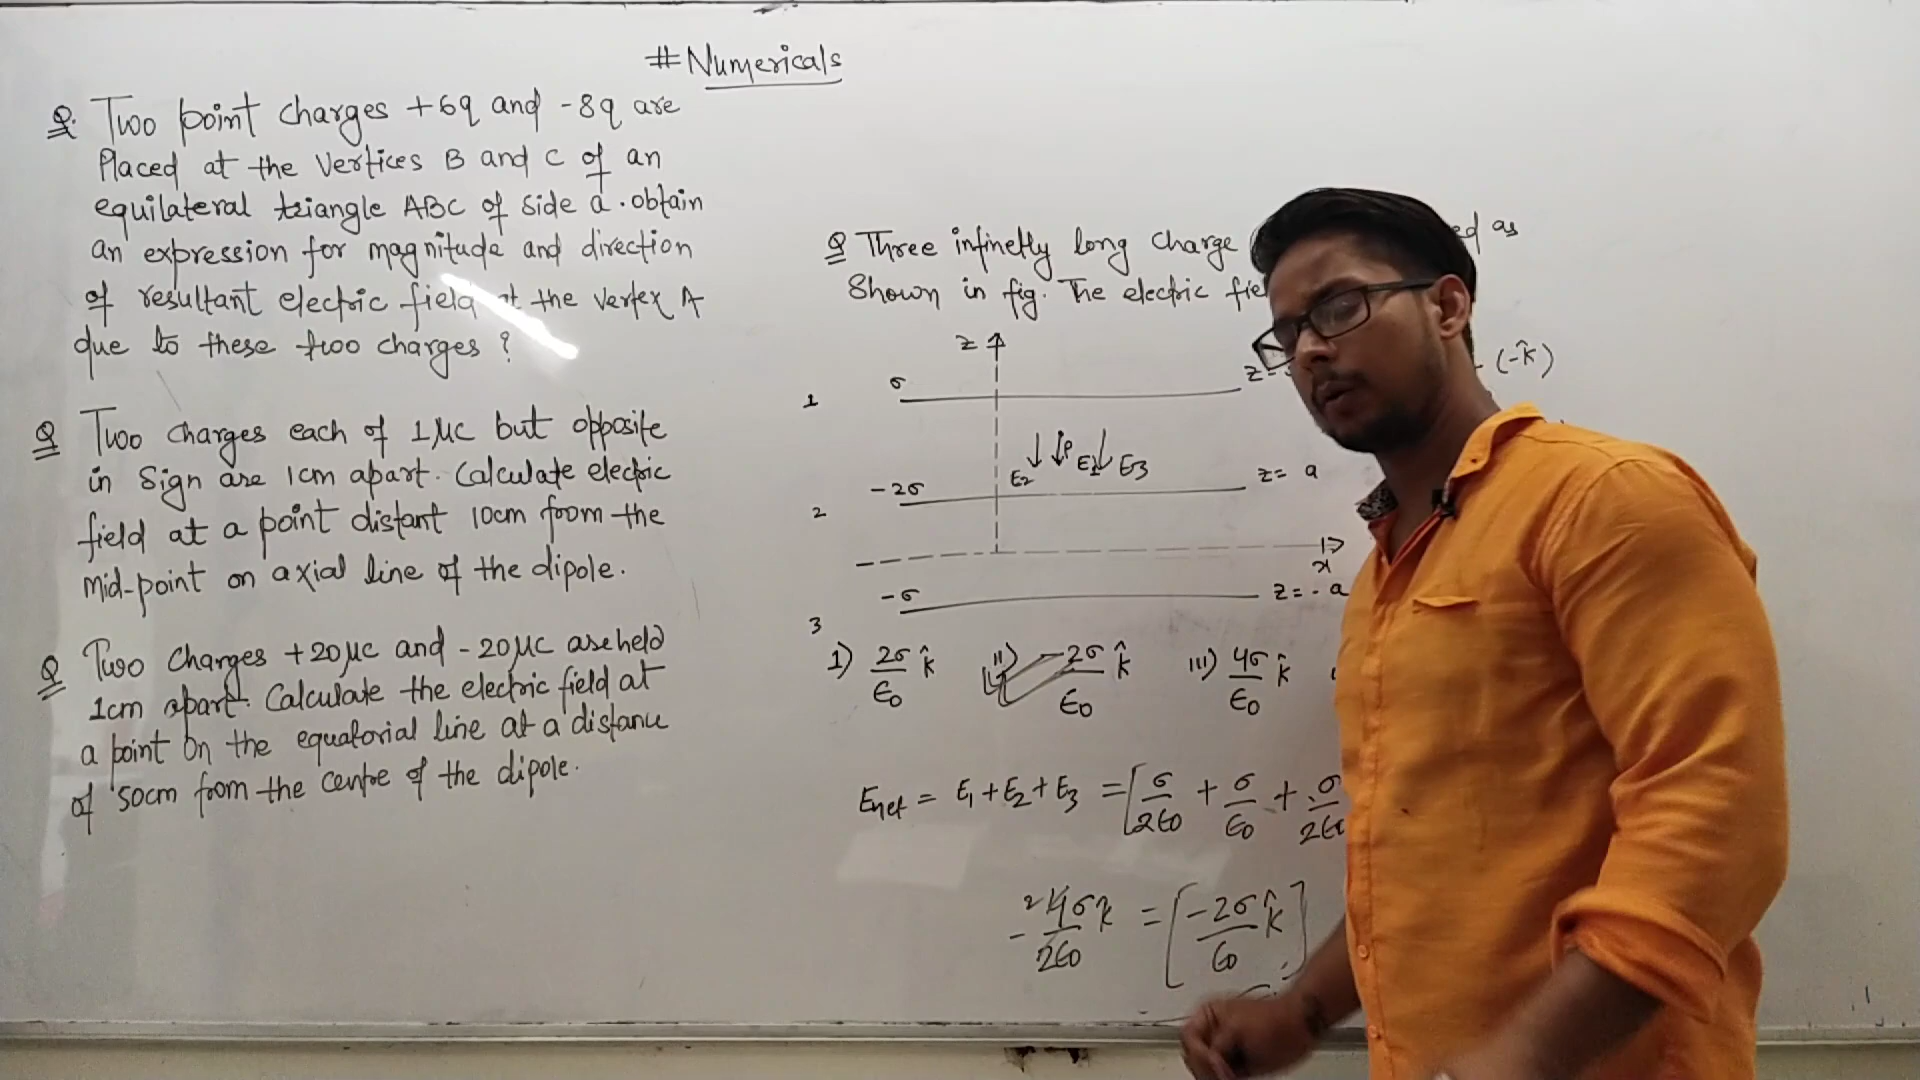 # Numericals
Q. Two point charges +6q and -8q are
Placed at the vertices B and C of an
equilateral triangle ABC of side a. obtain
an expression for magnitude and direction
of resultant electric field at the vertex A
due to these two charges ?
Q Two charges each of 1μC but opposite
in Sign are 1cm apart. Calculate electric
field at a point distant 10cm from the
mid-point on axial line of the dipole.
Q Two Charges +20μC and -20μC are held
1cm apart. Calculate the electric field at
a point on the equatorial line at a distance
of 50cm from the centre of the dipole.
Q Three infinetly long Charge as
Shown in fig. The electric
(-k̂)
z
1 σ
E2 P E1 E3
2 -2σ z = a
x
3 -σ z = -a
1) 2σ/ε0 k̂ 11) -2σ/ε0 k̂ 111) 4σ/ε0 k̂
Enet = E1 + E2 + E3 = [σ/2ε0 + σ/ε0 + σ/2ε0
- 4σ/2ε0 k̂ = [-2σ/ε0 k̂]